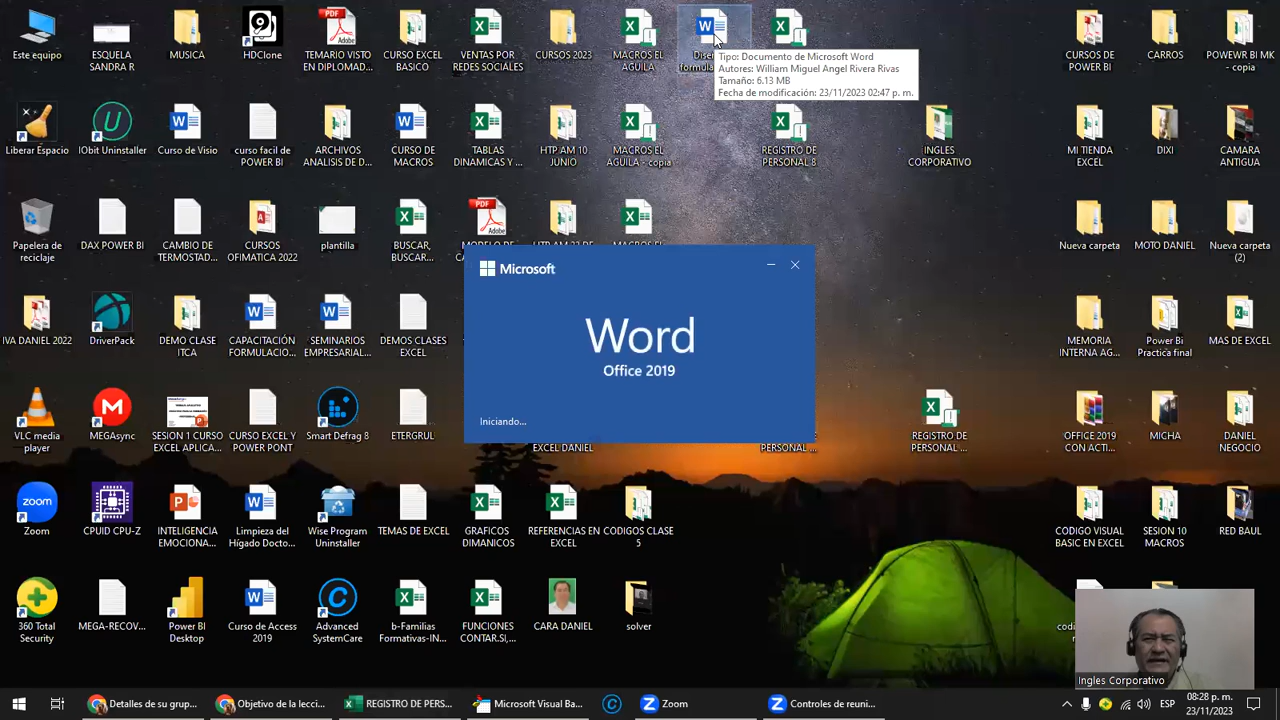 Este equipo
ESCUELA
HACER R...
MUSICA
HDClone
TEMARIO COSTO
EN DIPLOMAD...
CURSO EXCEL
BASICO
VENTAS POR
REDES SOCIALES
CURSOS 2023
MACROS EL
AGUILA
CURSOS DE
POWER BI
CARROS
POWER BI MK
- copia
Tipo: Documento de Microsoft Word
Autores: William Miguel Angel Rivera Rivas
Tamaño: 6.13 MB
Fecha de modificación: 23/11/2023 02:47 p. m.
Liberar Espacio
IObit Uninstaller
Curso de Visio
curso facil de
POWER BI
ARCHIVOS
ANALISIS DE D...
CURSO DE
MACROS
TABLAS
DINAMICAS Y ...
HTP AM 10
JUNIO
MACROS EL
AGUILA - copia
REGISTRO DE
PERSONAL 8
INGLES
CORPORATIVO
MI TIENDA
EXCEL
DIXI
CAMARA
ANTIGUA
Papelera de
reciclaje
DAX POWER BI
CAMBIO DE
TERMOSTAD...
CURSOS
OFIMATICA 2022
plantilla
BUSCAR,
BUSCARV...
Nueva carpeta
MOTO DANIEL
Nueva carpeta
(2)
Microsoft
Word
Office 2019
Iniciando...
IVA DANIEL 2022
DriverPack
DEMO CLASE
ITCA
CAPACITACIÓN
FORMULACIO...
SEMINARIOS
EMPRESARIAL...
DEMOS CLASES
EXCEL
MEMORIA
INTERNA AG...
Power Bi
Practica final
MAS DE EXCEL
VLC media
player
MEGAsync
SESION 1 CURSO
EXCEL APLICA...
CURSO EXCEL Y
POWER PONT
Smart Defrag 8
ETERGRUL
EXCEL DANIEL
PERSONAL ...
REGISTRO DE
PERSONAL ...
OFFICE 2019
CON ACTI...
MICHA
DANIEL
NEGOCIO
Zoom
CPUID CPU-Z
INTELIGENCIA
EMOCIONA...
Limpieza del
Hígado Docto...
Wise Program
Uninstaller
TEMAS DE EXCEL
GRAFICOS
DIMANICOS
REFERENCIAS EN
EXCEL
CODIGOS CLASE
5
CODIGO VISUAL
BASIC EN EXCEL
SESION 10
MACROS
RED BAUL
360 Total
Security
MEGA-RECOV...
Power BI
Desktop
Curso de Access
2019
Advanced
SystemCare
b-Familias
Formativas-IN...
FUNCIONES
CONTAR.SI,...
CARA DANIEL
solver
Ingles Corporativo
Detalles de su grup...
Objetivo de la lecci...
REGISTRO DE PERS...
Microsoft Visual Ba...
Zoom
Controles de reuni...
ESP
08:28 p. m.
23/11/2023